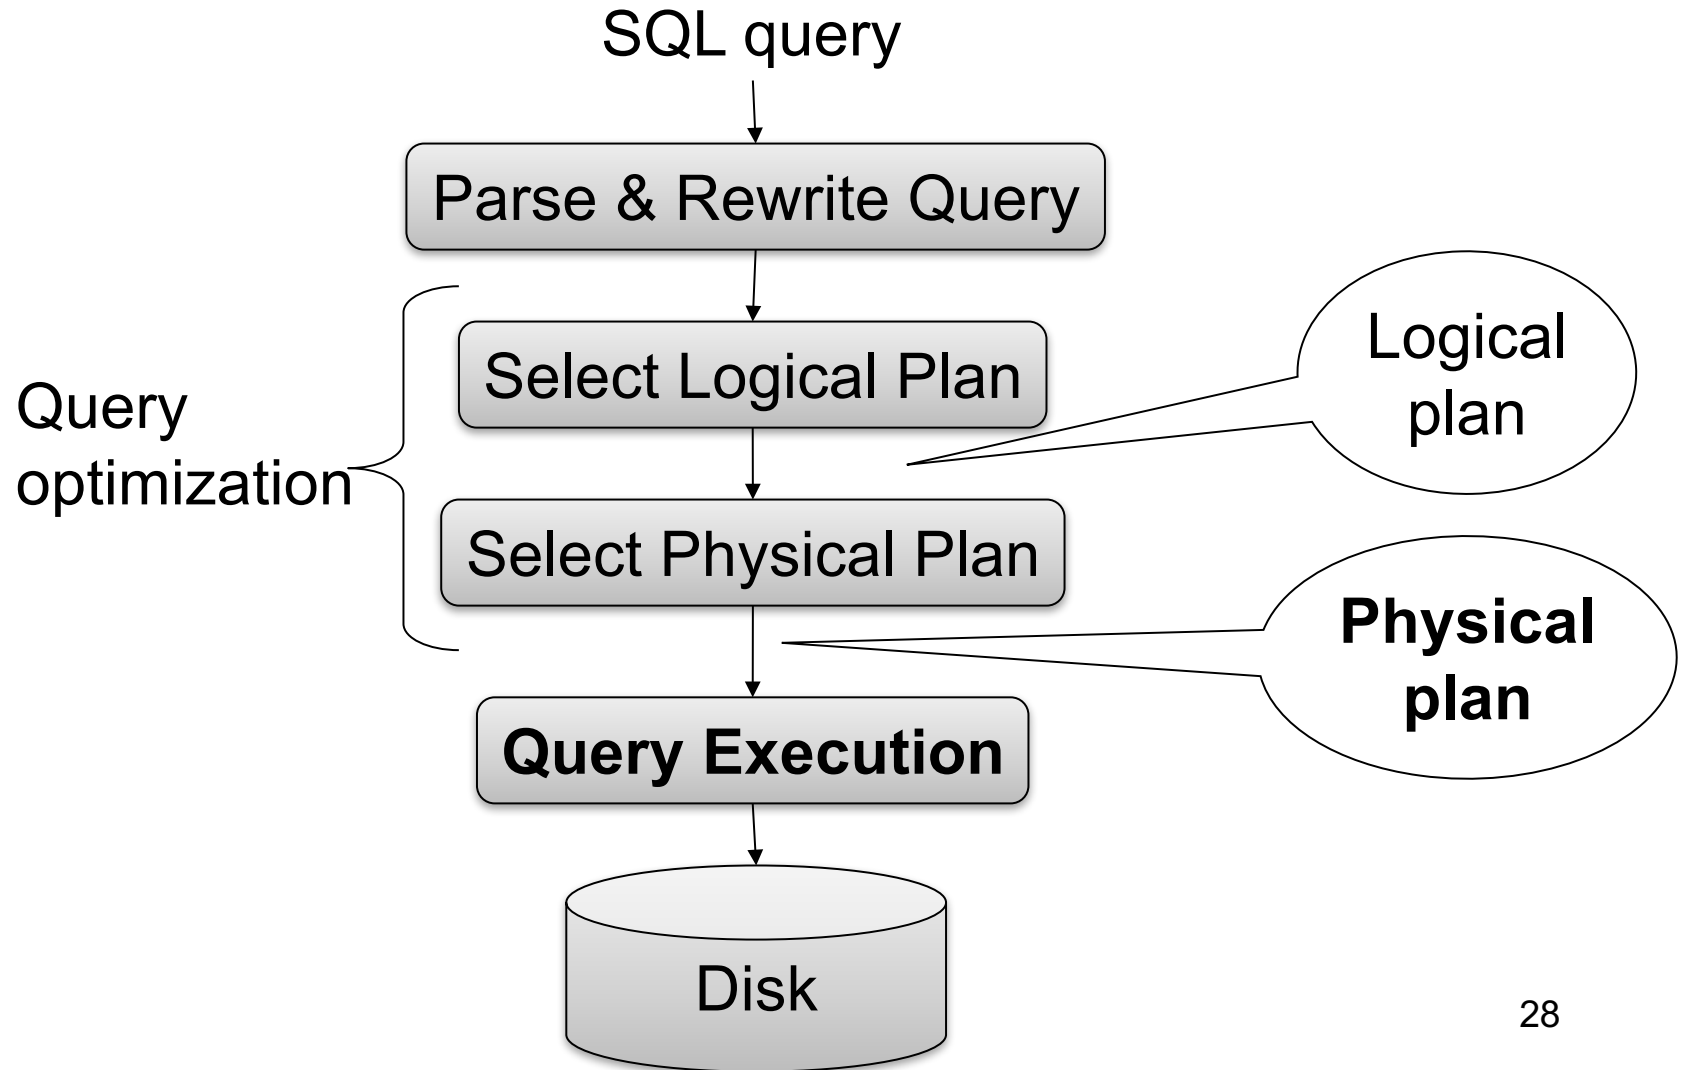 SQL query
Parse & Rewrite Query
Select Logical Plan
Logical
plan
Query
optimization
Select Physical Plan
Physical
plan
Query Execution
Disk
28